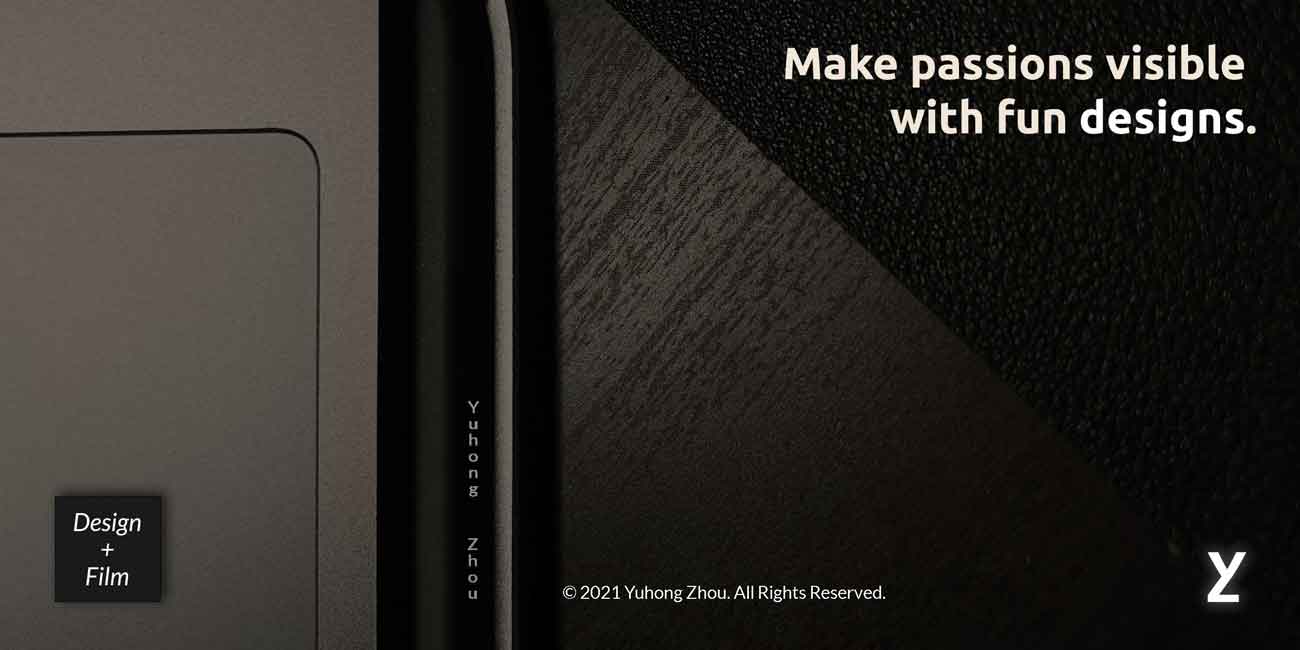 Make passions visible
with fun designs.
Yuhong Zhou
Design
+
Film
© 2021 Yuhong Zhou. All Rights Reserved.
Y